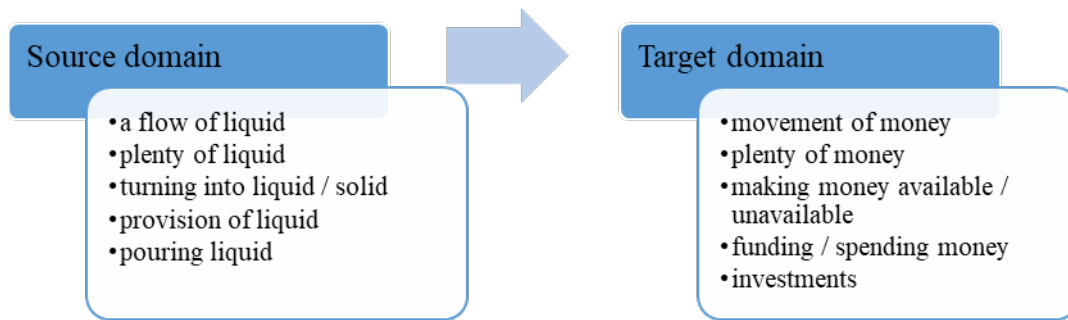 Source domain
•a flow of liquid
•plenty of liquid
•turning into liquid / solid
•provision of liquid
•pouring liquid
Target domain
•movement of money
•plenty of money
•making money available /
unavailable
•funding / spending money
•investments